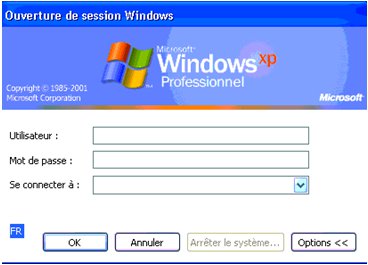 Ouverture de session Windows
Microsoft®
Windows xp
Professionnel
Copyright © 1985-2001
Microsoft Corporation
Microsoft
Utilisateur :
Mot de passe :
Se connecter à :
FR
OK
Annuler
Arrêter le système...
Options <<